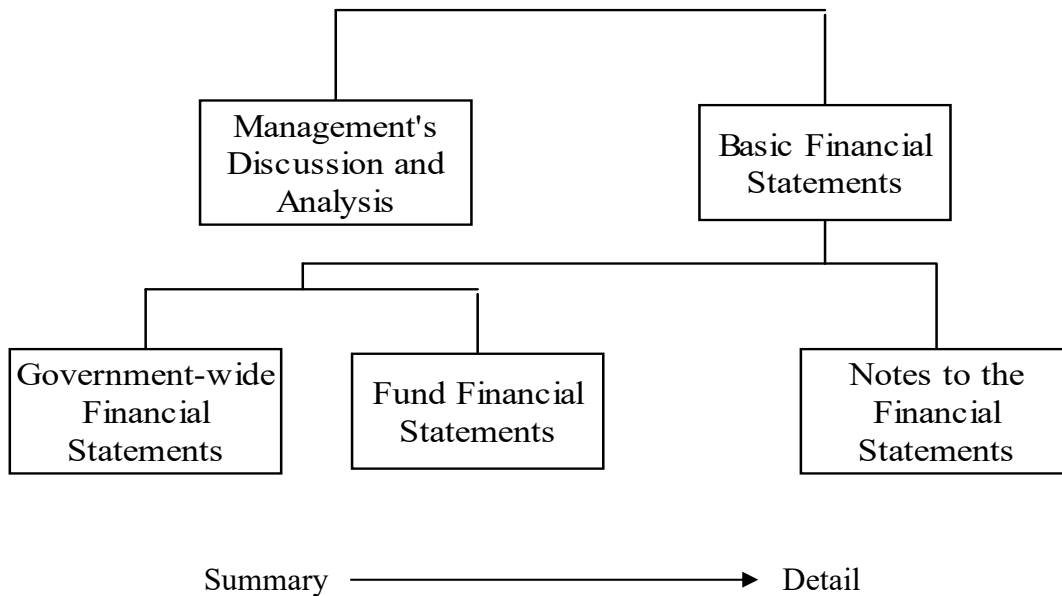 Management's
Discussion and
Analysis
Basic Financial
Statements
Government-wide
Financial
Statements
Fund Financial
Statements
Notes to the
Financial
Statements
Summary
Detail